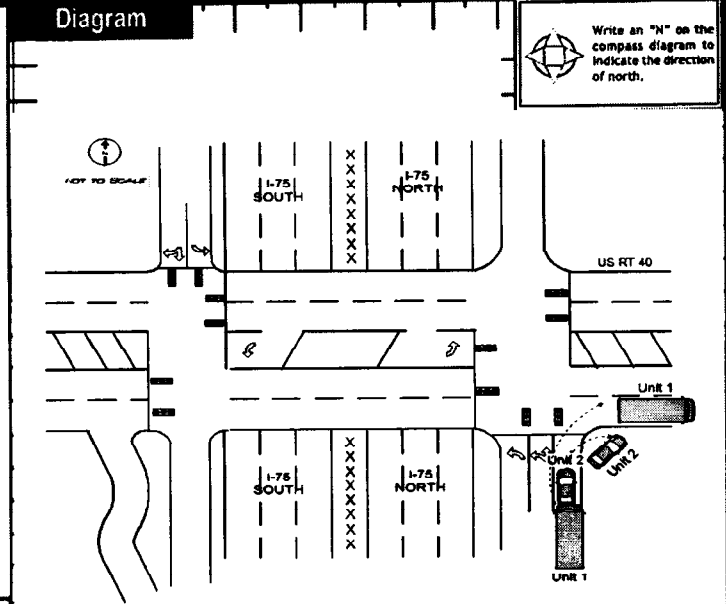 Diagram
Write an "N" on the
compass diagram to
indicate the direction
of north.
N
NOT TO SCALE
I-75
SOUTH
I-75
NORTH
US RT 40
Unit 1
Unit 2
Unit 2
I-75
SOUTH
I-75
NORTH
Unit 1